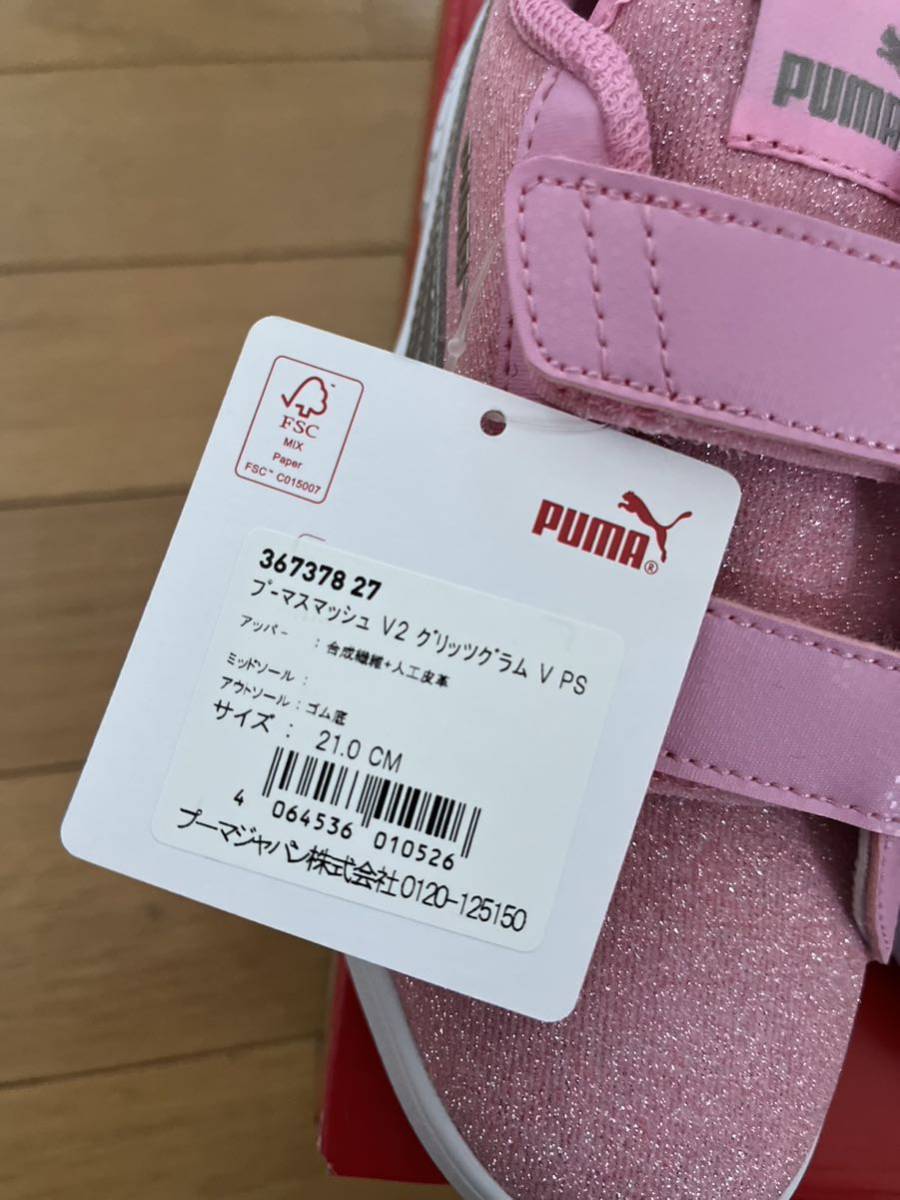 PUMA
FSC
MIX
Paper
FSC™ C015007
PUMA®
367378 27
プーマスマッシュ V2 グリッツグラム V PS
アッパー : 合成繊維+人工皮革
ミッドソール :
アウトソール : ゴム底
サイズ : 21.0 CM
4 064536 010526
プーマジャパン株式会社 0120-125150